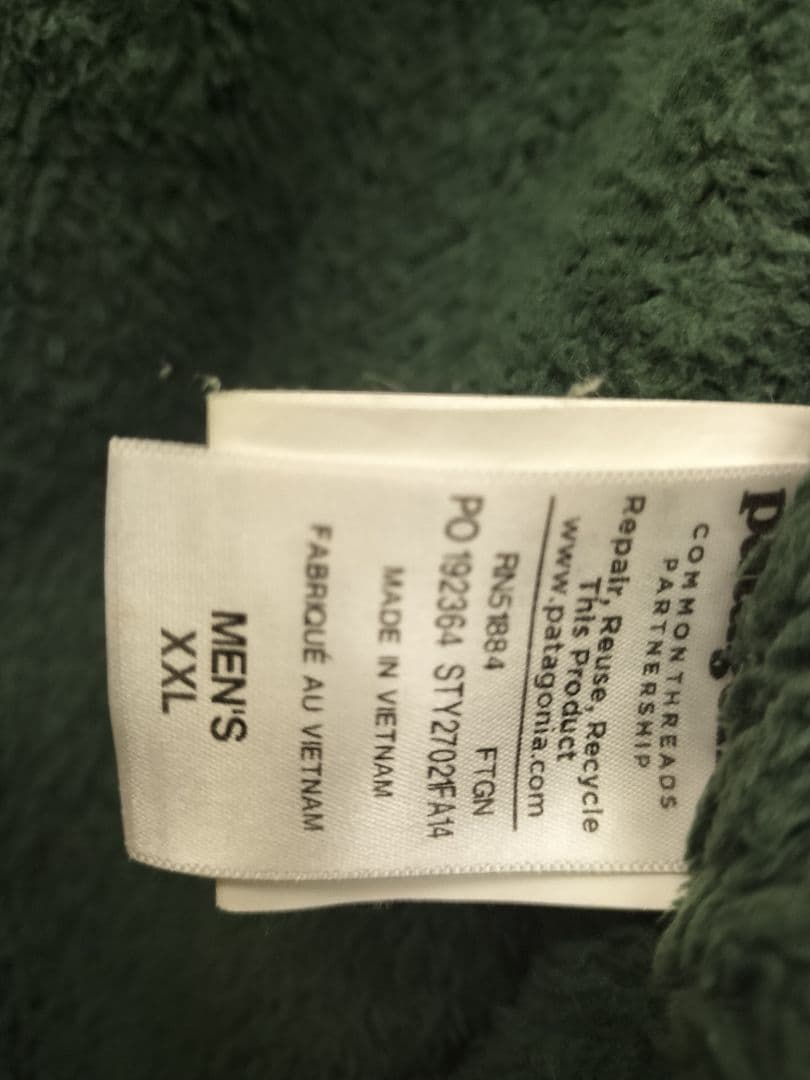 COMMON THREADS
PARTNERSHIP
Repair, Reuse, Recycle
This Product
www.patagonia.com
RN51884 FTGN
PO 192364 STY27021FA14
MADE IN VIETNAM
FABRIQUÉ AU VIETNAM
MEN'S
XXL